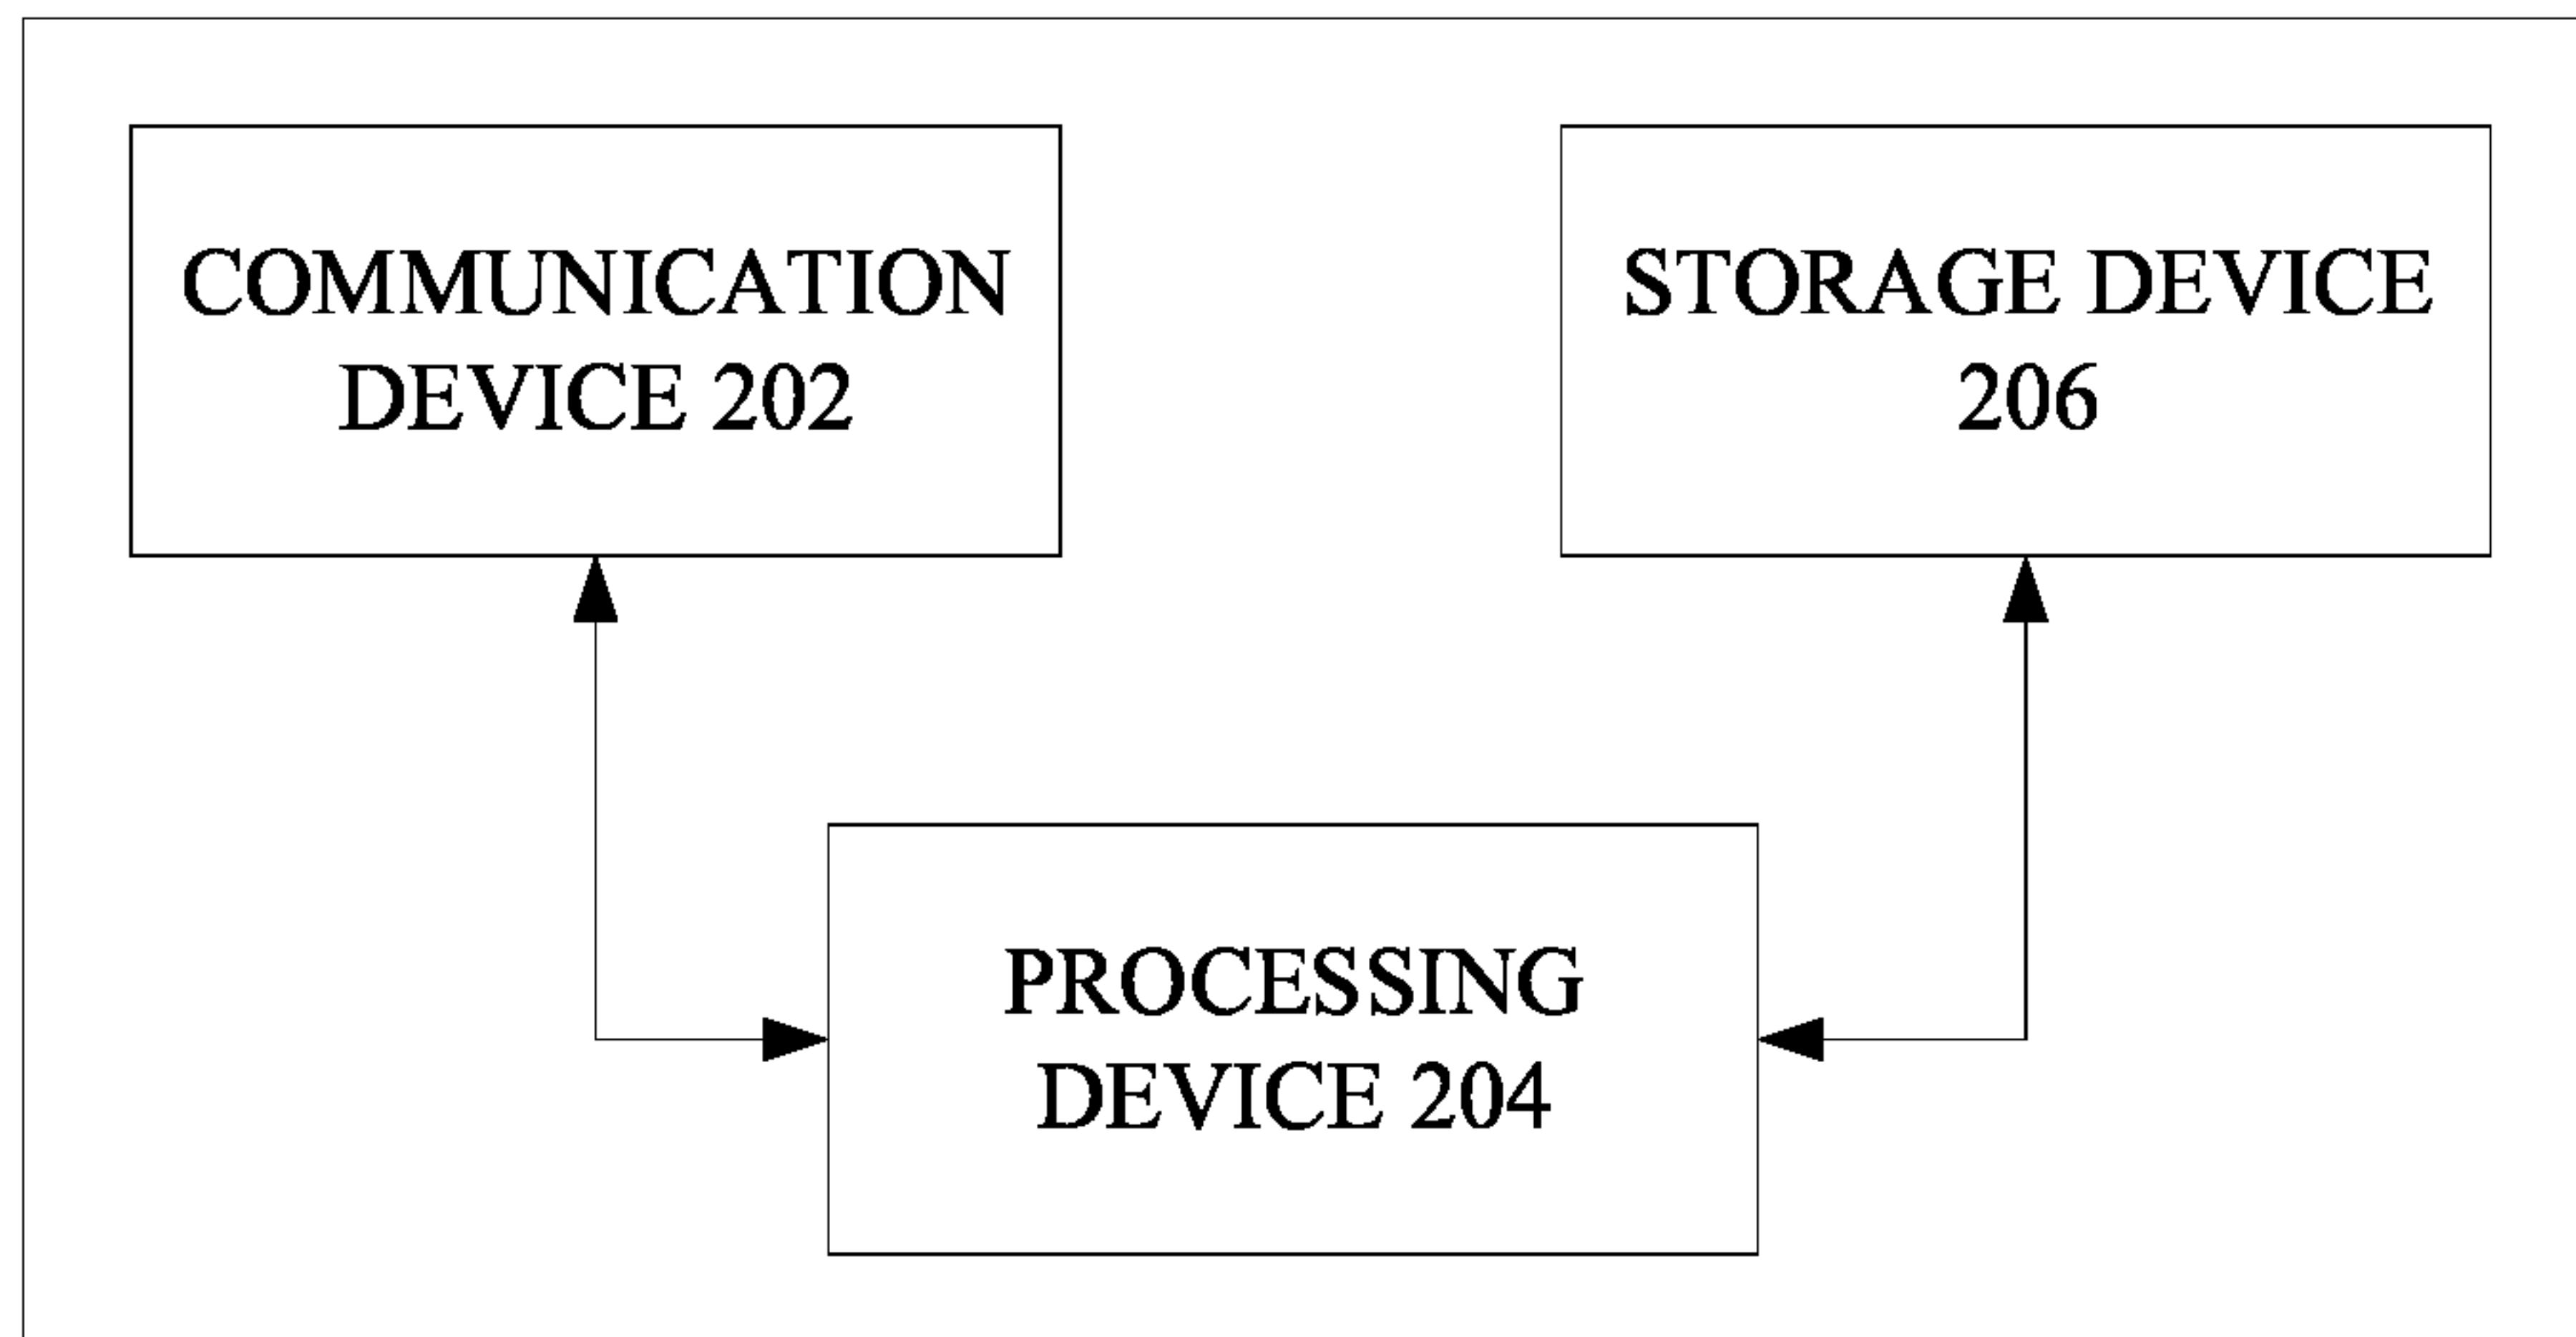 COMMUNICATION
DEVICE 202
STORAGE DEVICE
206
PROCESSING
DEVICE 204